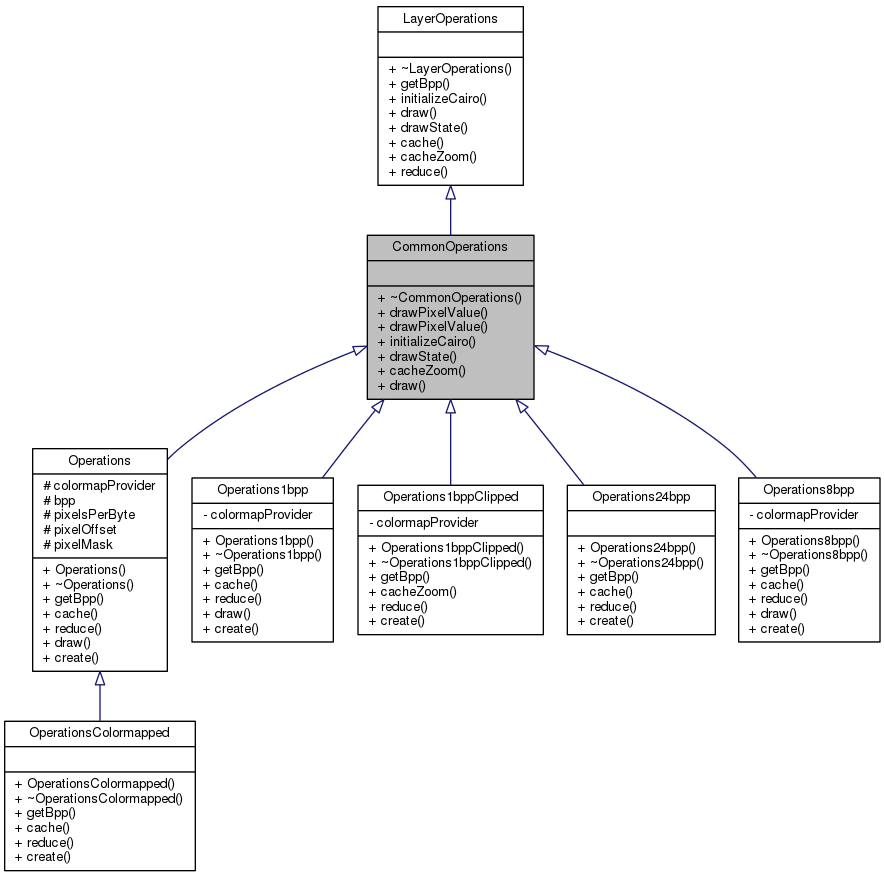 LayerOperations
+ ~LayerOperations()
+ getBpp()
+ initializeCairo()
+ draw()
+ drawState()
+ cache()
+ cacheZoom()
+ reduce()
CommonOperations
+ ~CommonOperations()
+ drawPixelValue()
+ drawPixelValue()
+ initializeCairo()
+ drawState()
+ cacheZoom()
+ draw()
Operations
# colormapProvider
# bpp
# pixelsPerByte
# pixelOffset
# pixelMask
+ Operations()
+ ~Operations()
+ getBpp()
+ cache()
+ reduce()
+ draw()
+ create()
Operations1bpp
- colormapProvider
+ Operations1bpp()
+ ~Operations1bpp()
+ getBpp()
+ cache()
+ reduce()
+ draw()
+ create()
Operations1bppClipped
- colormapProvider
+ Operations1bppClipped()
+ ~Operations1bppClipped()
+ getBpp()
+ cacheZoom()
+ reduce()
+ create()
Operations24bpp
+ Operations24bpp()
+ ~Operations24bpp()
+ getBpp()
+ cache()
+ reduce()
+ create()
Operations8bpp
- colormapProvider
+ Operations8bpp()
+ ~Operations8bpp()
+ getBpp()
+ cache()
+ reduce()
+ draw()
+ create()
OperationsColormapped
+ OperationsColormapped()
+ ~OperationsColormapped()
+ getBpp()
+ cache()
+ reduce()
+ create()